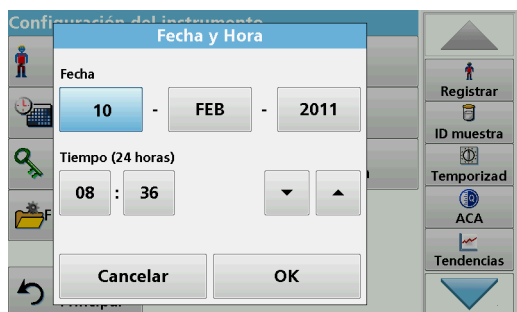 Configuración del instrumento
Fecha y Hora
Fecha
10 - FEB - 2011
Tiempo (24 horas)
08 : 36
Cancelar OK
Principal
Registrar
ID muestra
Temporizad
ACA
Tendencias